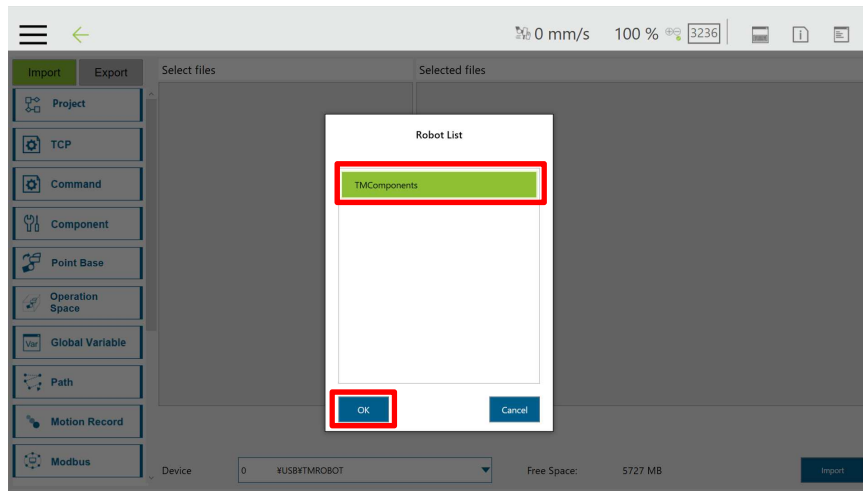 0 mm/s 100 % 3236
Import Export Select files Selected files
Project
TCP
Command
Component
Point Base
Operation
Space
Var Global Variable
Path
Motion Record
Modbus
Robot List
TMComponents
OK Cancel
Device 0 ¥USB¥TMROBOT Free Space: 5727 MB Import